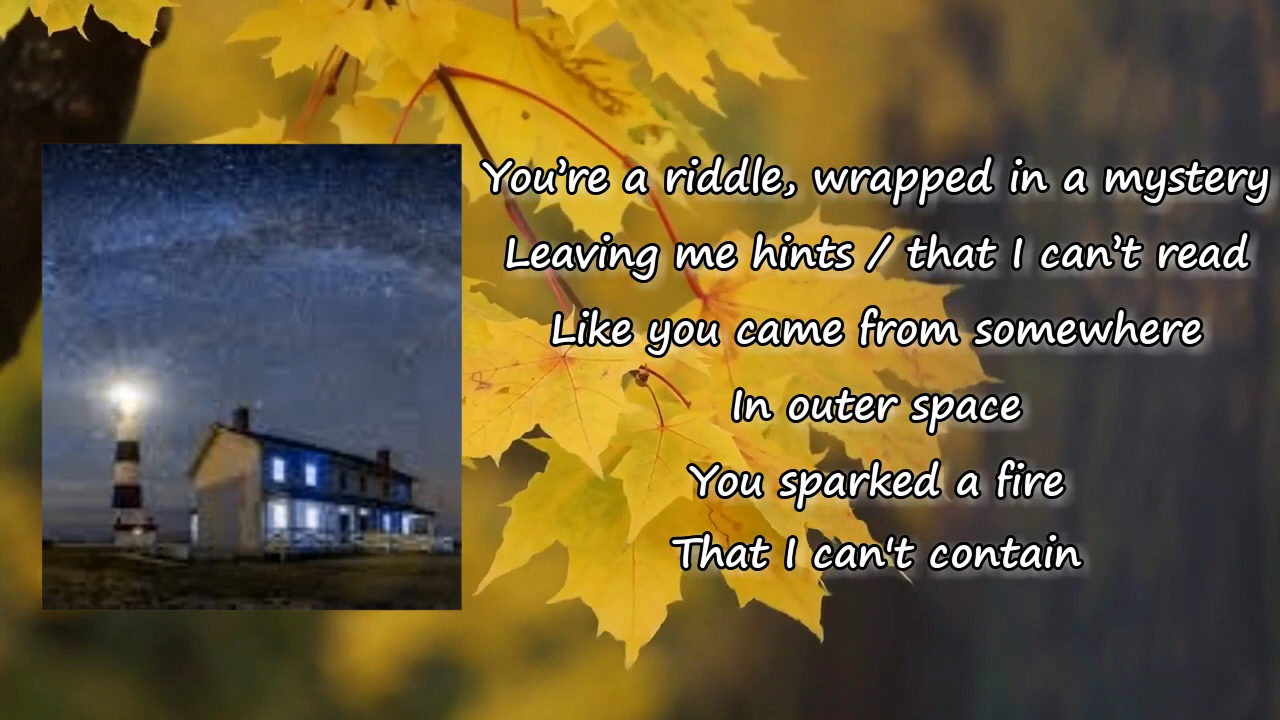 You’re a riddle, wrapped in a mystery
Leaving me hints / that I can’t read
Like you came from somewhere
In outer space
You sparked a fire
That I can't contain